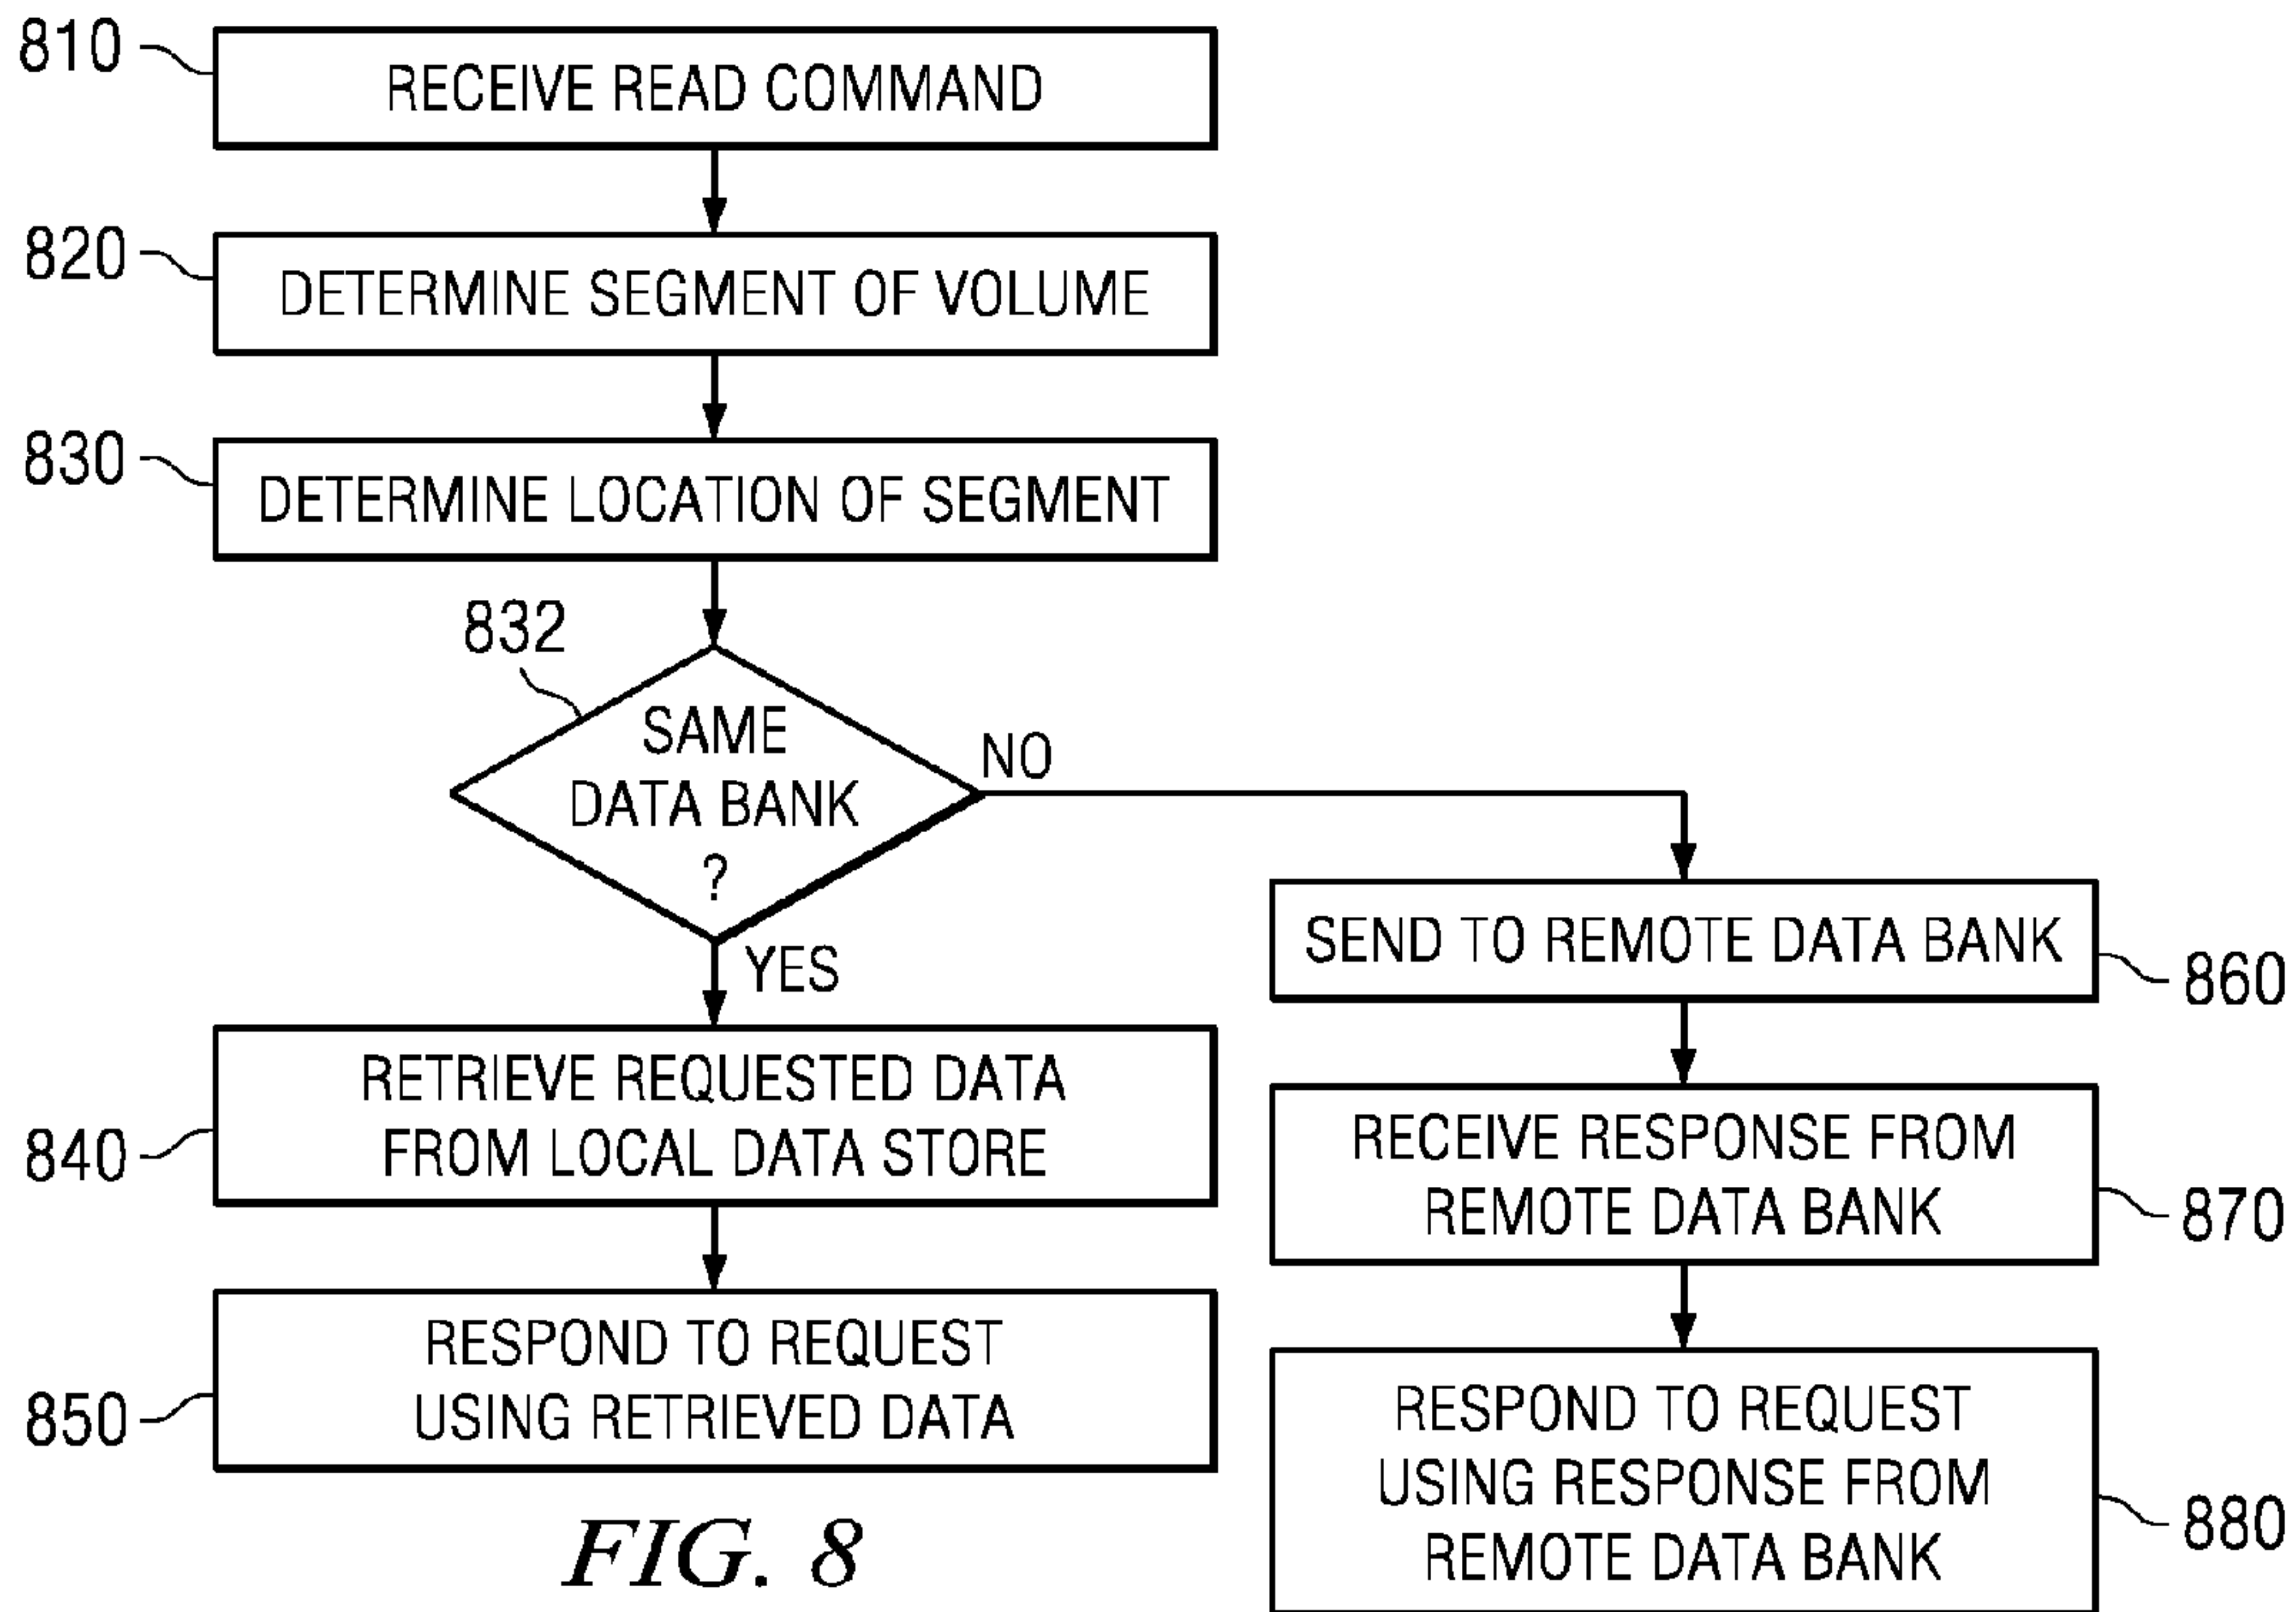 810
RECEIVE READ COMMAND
820
DETERMINE SEGMENT OF VOLUME
830
DETERMINE LOCATION OF SEGMENT
832
SAME
DATA BANK
?
NO
YES
840
RETRIEVE REQUESTED DATA
FROM LOCAL DATA STORE
850
RESPOND TO REQUEST
USING RETRIEVED DATA
SEND TO REMOTE DATA BANK
860
RECEIVE RESPONSE FROM
REMOTE DATA BANK
870
RESPOND TO REQUEST
USING RESPONSE FROM
REMOTE DATA BANK
880
FIG. 8